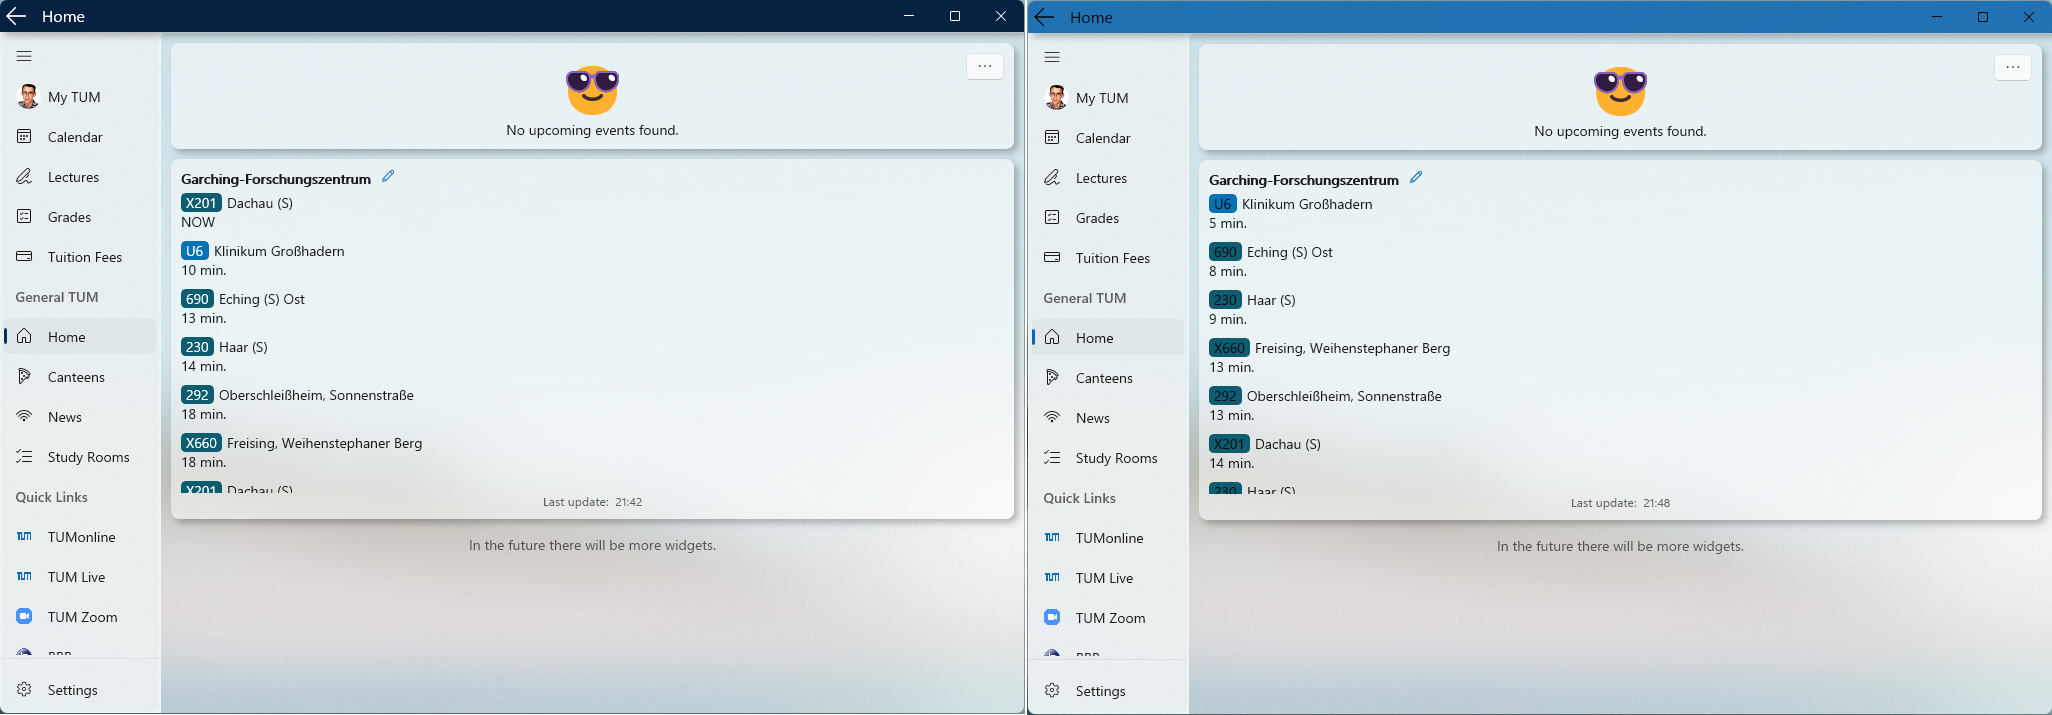 Home
My TUM
Calendar
Lectures
Grades
Tuition Fees
General TUM
Home
Canteens
News
Study Rooms
Quick Links
TUMonline
TUM Live
TUM Zoom
Settings
...
No upcoming events found.
Garching-Forschungszentrum
X201 Dachau (S)
NOW
U6 Klinikum Großhadern
10 min.
690 Eching (S) Ost
13 min.
230 Haar (S)
14 min.
292 Oberschleißheim, Sonnenstraße
18 min.
X660 Freising, Weihenstephaner Berg
18 min.
X201 Dachau (S)
Last update: 21:42
In the future there will be more widgets.
Home
My TUM
Calendar
Lectures
Grades
Tuition Fees
General TUM
Home
Canteens
News
Study Rooms
Quick Links
TUMonline
TUM Live
TUM Zoom
Settings
...
No upcoming events found.
Garching-Forschungszentrum
U6 Klinikum Großhadern
5 min.
690 Eching (S) Ost
8 min.
230 Haar (S)
9 min.
X660 Freising, Weihenstephaner Berg
13 min.
292 Oberschleißheim, Sonnenstraße
13 min.
X201 Dachau (S)
14 min.
230 Haar (S)
Last update: 21:48
In the future there will be more widgets.